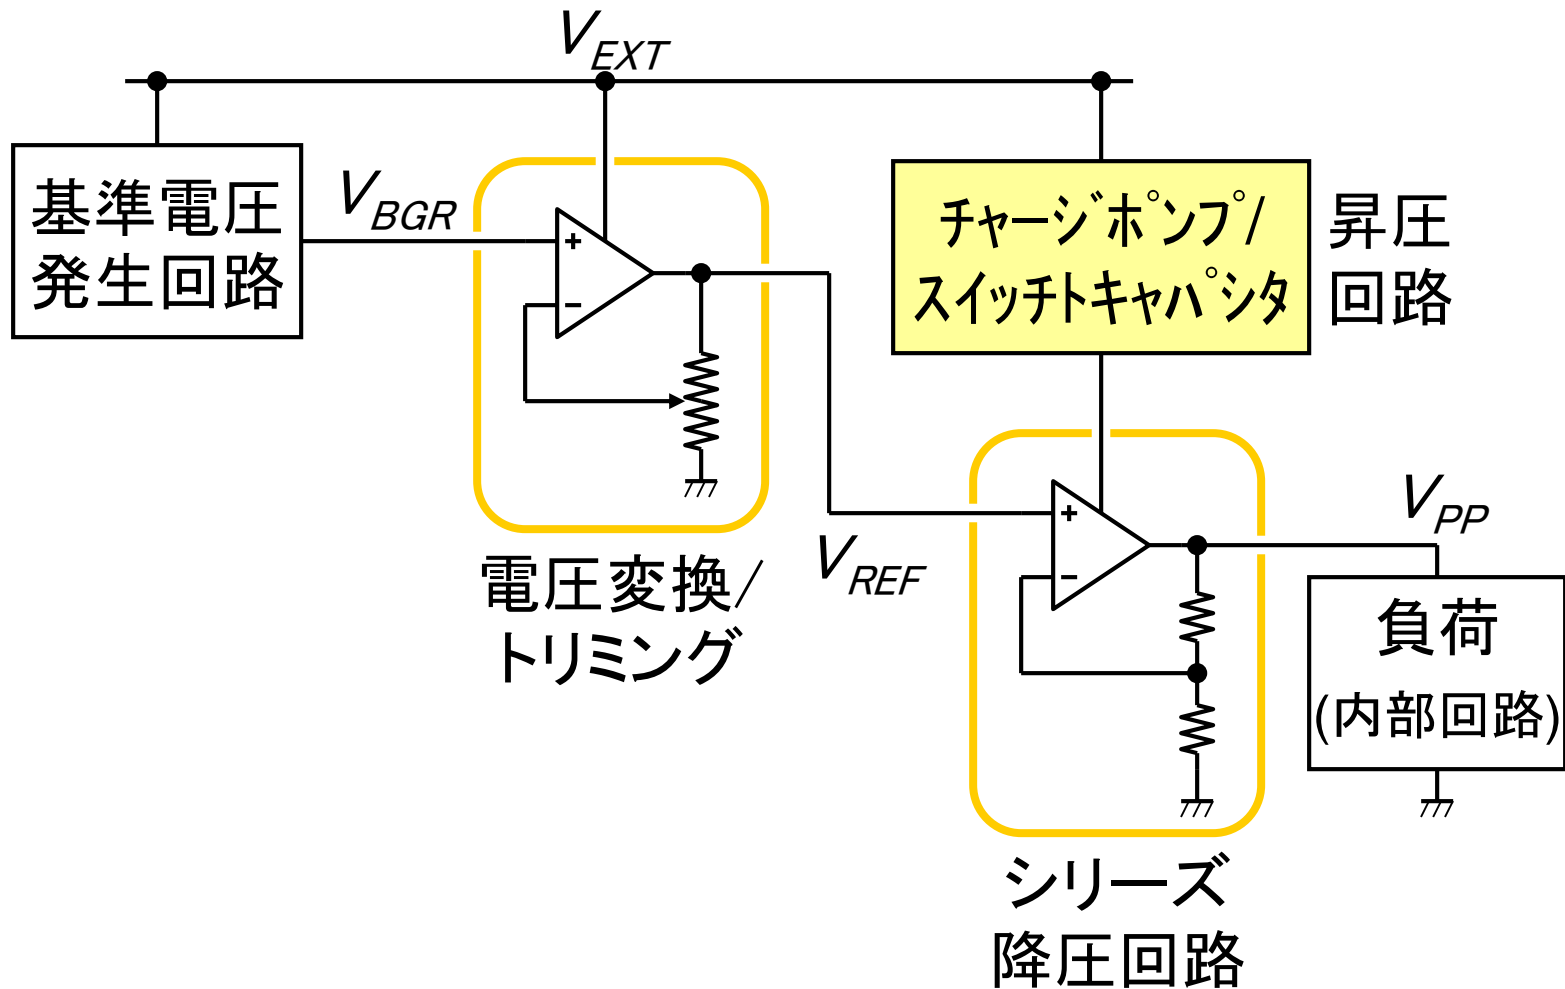 VEXT
基準電圧
発生回路
VBGR
+
−
電圧変換/
トリミング
チャージポンプ/
スイッチトキャパシタ
昇圧
回路
VREF
+
−
VPP
負荷
(内部回路)
シリーズ
降圧回路